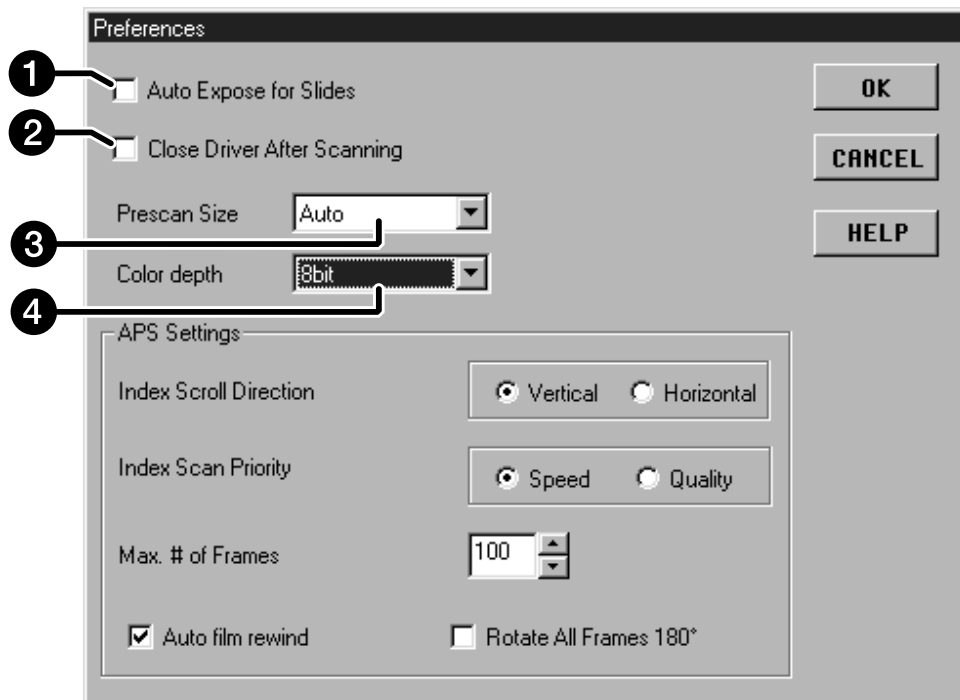 Preferences
1 Auto Expose for Slides OK
2 Close Driver After Scanning CANCEL
Prescan Size Auto HELP
3
Color depth 8bit
4
APS Settings
Index Scroll Direction Vertical Horizontal
Index Scan Priority Speed Quality
Max. # of Frames 100
Auto film rewind Rotate All Frames 180°